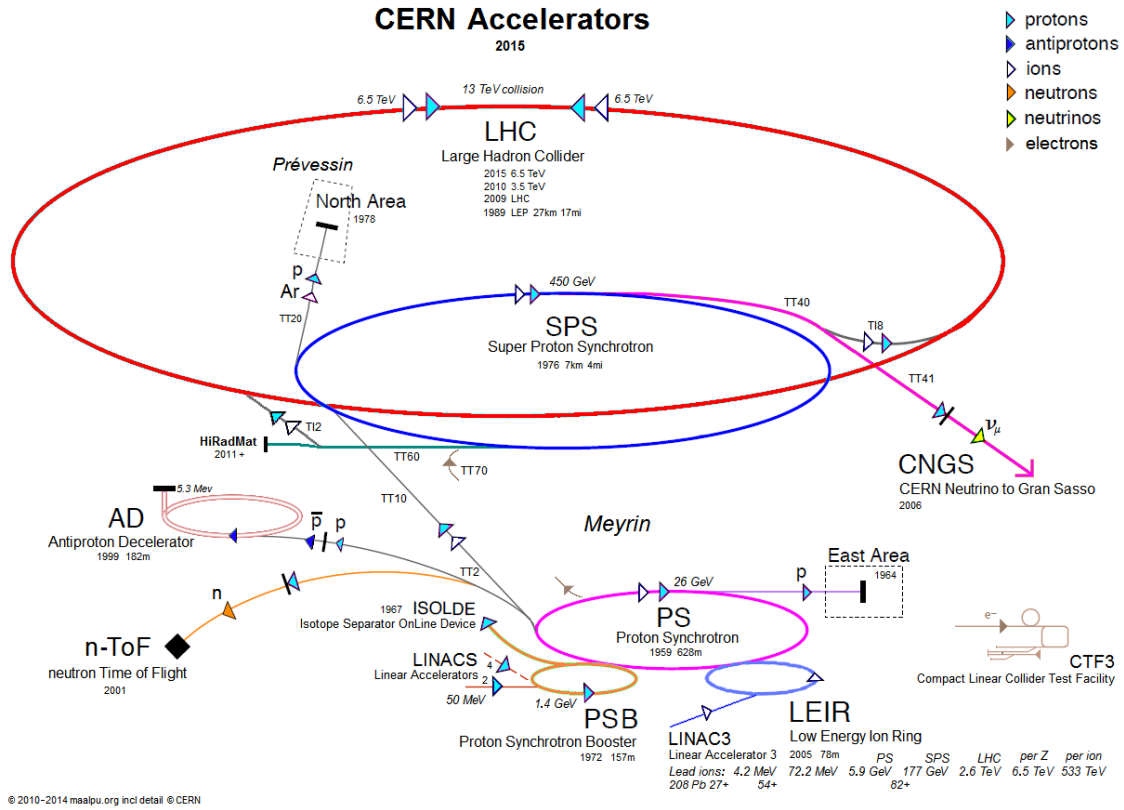 CERN Accelerators
2015
protons
antiprotons
ions
neutrons
neutrinos
electrons
6.5 TeV
13 TeV collision
6.5 TeV
LHC
Large Hadron Collider
2015 6.5 TeV
2010 3.5 TeV
2009 LHC
1989 LEP 27km 17mi
Prévessin
North Area
1978
p
Ar
TT20
450 GeV
TT40
SPS
Super Proton Synchrotron
1976 7km 4mi
TI8
TT41
TI2
HiRadMat
2011 +
TT60
TT70
TT10
νμ
CNGS
CERN Neutrino to Gran Sasso
2006
5.3 Mev
AD
Antiproton Decelerator
1999 182m
p̅
p
Meyrin
TT2
East Area
1964
p
26 GeV
n
n-ToF
neutron Time of Flight
2001
1967 ISOLDE
Isotope Separator OnLine Device
PS
Proton Synchrotron
1959 628m
e⁻
CTF3
Compact Linear Collider Test Facility
LINACS
Linear Accelerators
4
2
50 MeV
1.4 GeV
PSB
Proton Synchrotron Booster
1972 157m
LEIR
Low Energy Ion Ring
2005 78m
LINAC3
Linear Accelerator 3
PS SPS LHC per Z per ion
Lead ions: 4.2 MeV 72.2 MeV 5.9 GeV 177 GeV 2.6 TeV 6.5 TeV 533 TeV
208 Pb 27+ 54+ 82+
© 2010-2014 maalpu.org incl detail © CERN